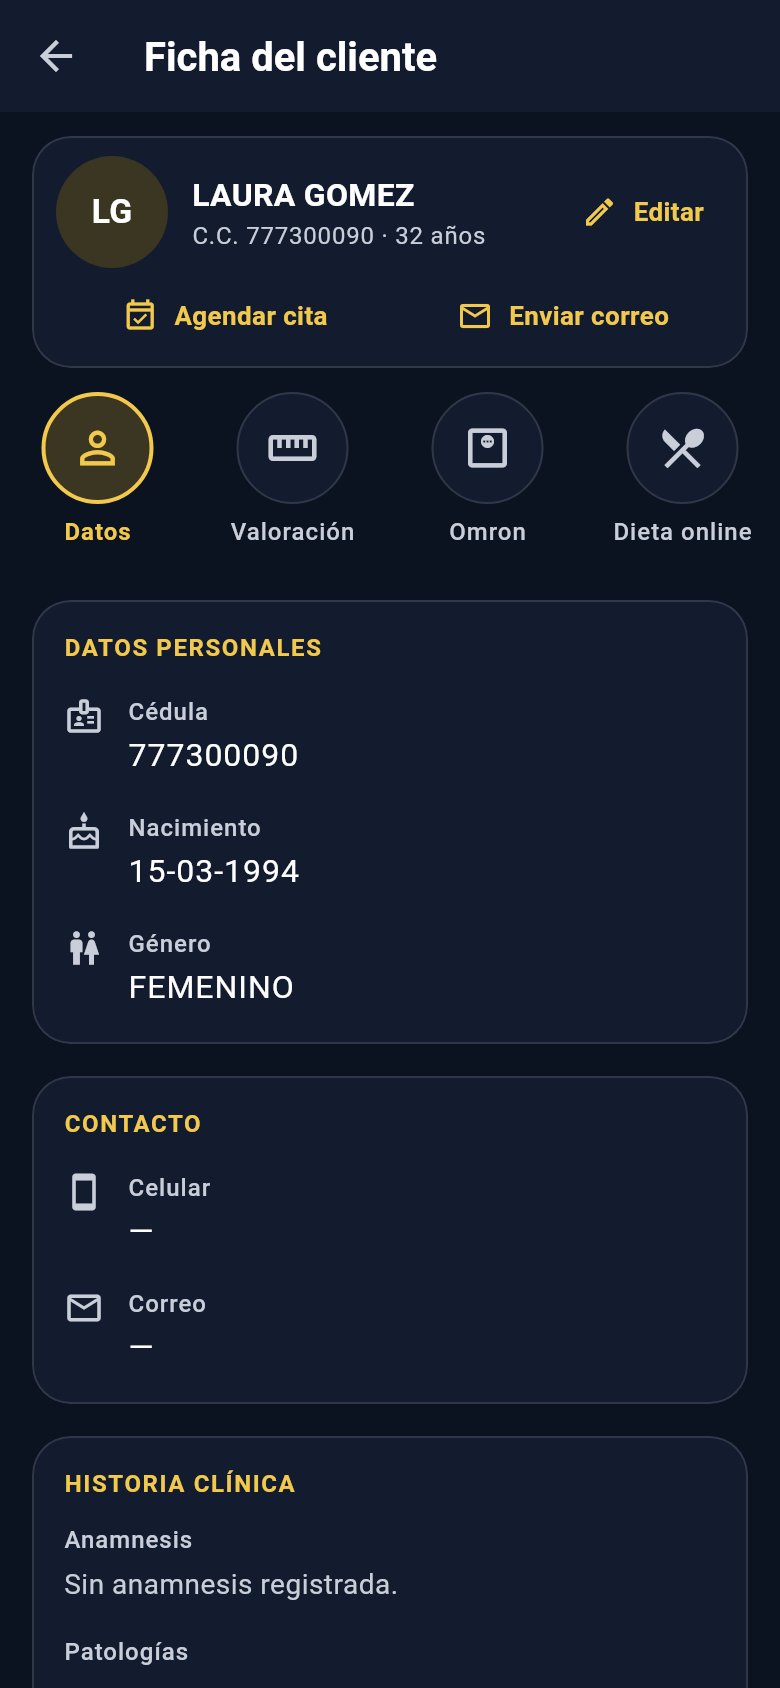 Ficha del cliente
LG
LAURA GOMEZ
C.C. 777300090 · 32 años
Editar
Agendar cita
Enviar correo
Datos
Valoración
Omron
Dieta online
DATOS PERSONALES
Cédula
777300090
Nacimiento
15-03-1994
Género
FEMENINO
CONTACTO
Celular
—
Correo
—
HISTORIA CLÍNICA
Anamnesis
Sin anamnesis registrada.
Patologías